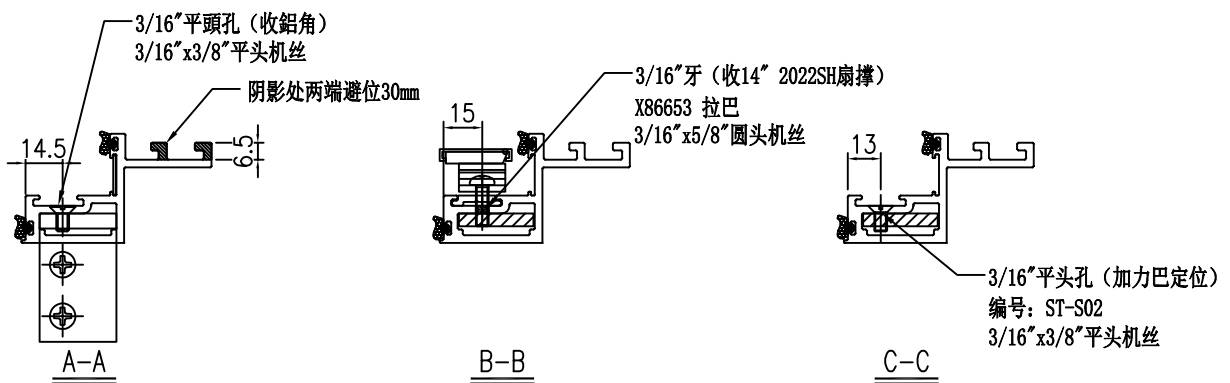 3/16"平頭孔（收鋁角）
3/16"x3/8"平头机丝
阴影处两端避位30mm
14.5
6.5
A-A
3/16"牙（收14" 2022SH扇撑）
X86653 拉巴
3/16"x5/8"圆头机丝
15
B-B
13
3/16"平头孔（加力巴定位）
编号：ST-S02
3/16"x3/8"平头机丝
C-C